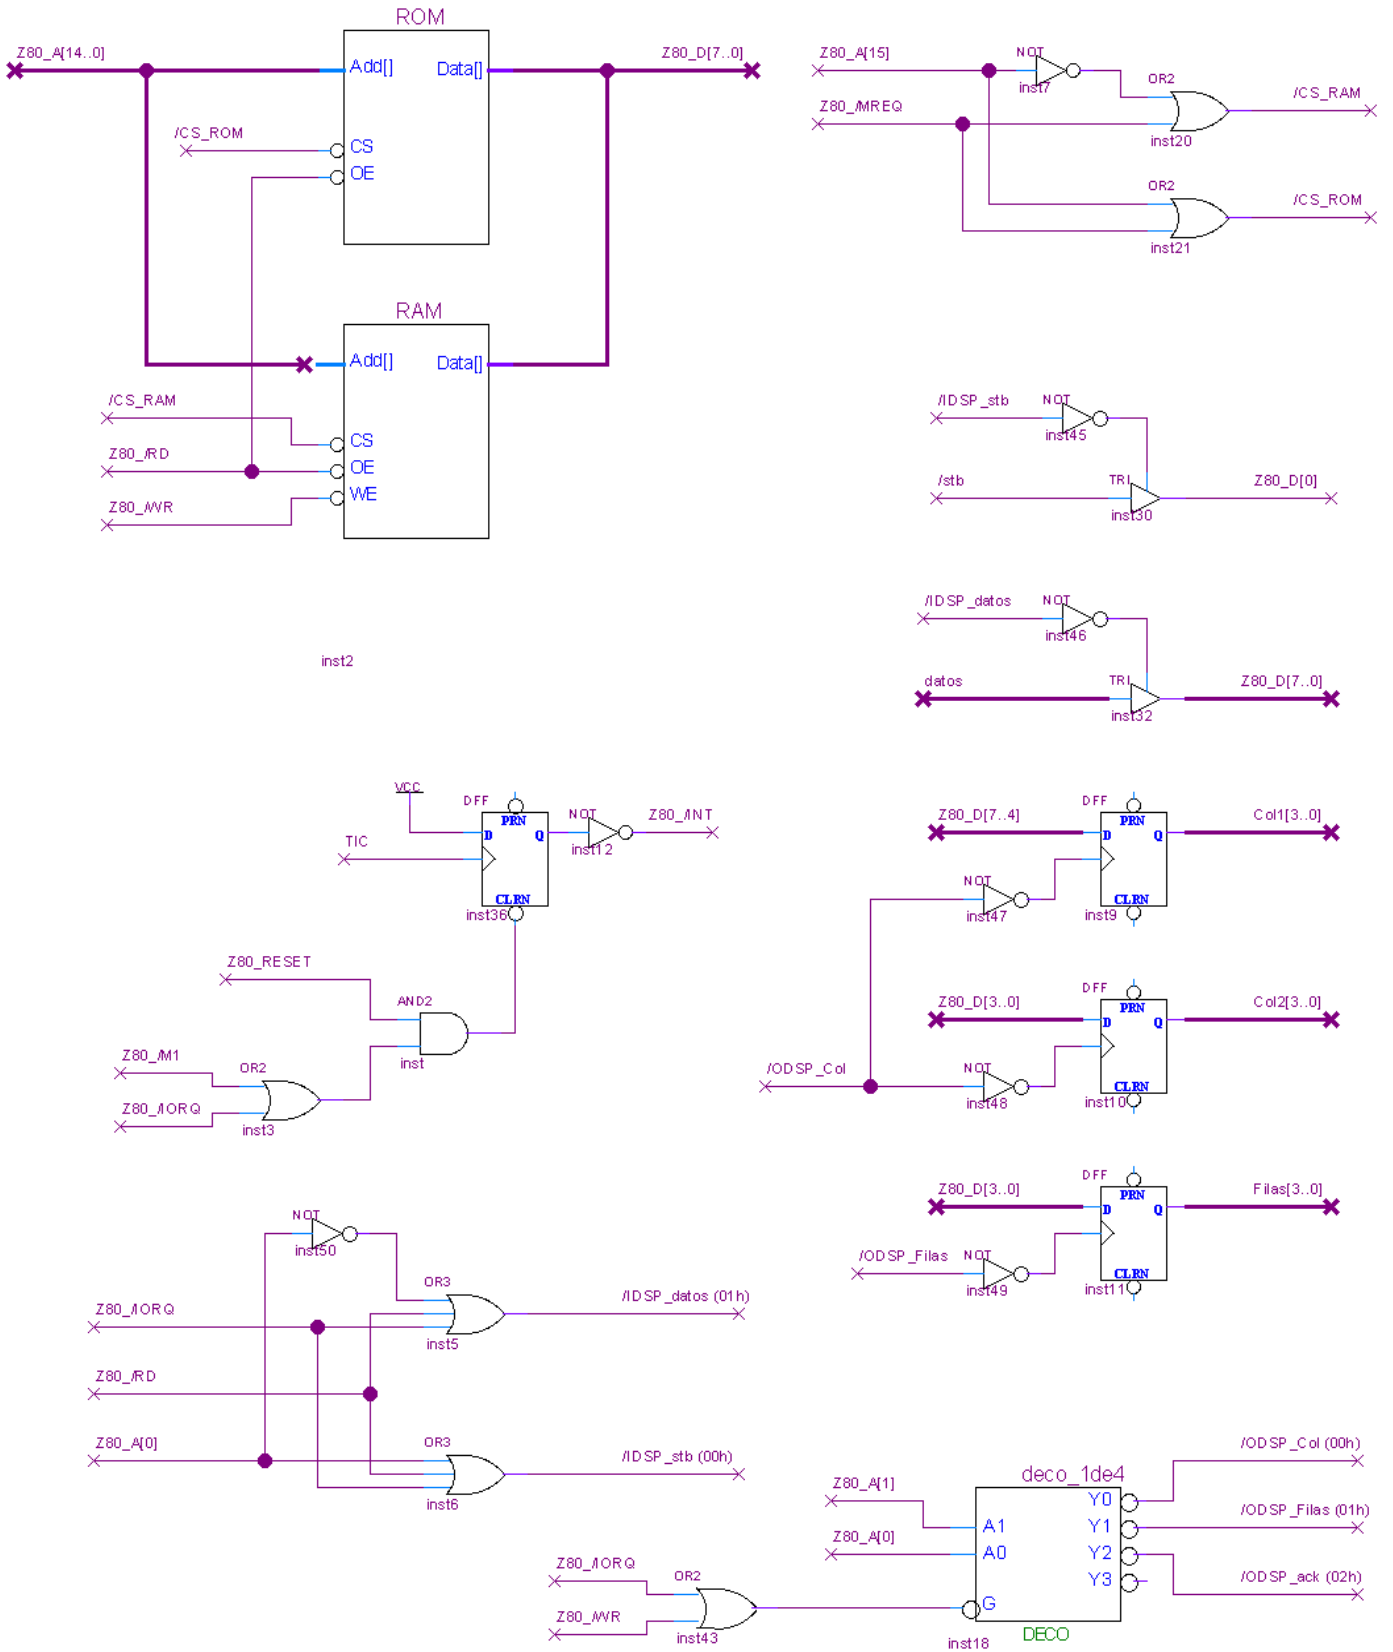 ROM
Z80_A[14..0]
Z80_D[7..0]
Add[]
Data[]
/CS_ROM
CS
OE
RAM
Add[]
Data[]
/CS_RAM
CS
Z80_/RD
OE
WE
Z80_/WR
Z80_A[15]
NOT
inst7
OR2
/CS_RAM
Z80_/MREQ
inst20
OR2
/CS_ROM
inst21
/IDSP_stb
NOT
inst45
/stb
TRI
Z80_D[0]
inst30
/IDSP_datos
NOT
inst46
datos
TRI
Z80_D[7..0]
inst32
inst2
VCC
DFF
PRN
D
Q
NOT
Z80_/INT
TIC
inst12
CLRN
inst36
Z80_RESET
AND2
inst
Z80_/M1
OR2
Z80_/IORQ
inst3
Z80_D[7..4]
DFF
PRN
D
Q
Col1[3..0]
NOT
CLRN
inst47
inst9
Z80_D[3..0]
DFF
PRN
D
Q
Col2[3..0]
/ODSP_Col
NOT
CLRN
inst48
inst10
Z80_D[3..0]
DFF
PRN
D
Q
Filas[3..0]
/ODSP_Filas
NOT
CLRN
inst49
inst11
NOT
inst50
OR3
/IDSP_datos (01h)
Z80_/IORQ
inst5
Z80_/RD
Z80_A[0]
OR3
/IDSP_stb (00h)
inst6
deco_1de4
/ODSP_Col (00h)
Z80_A[1]
Y0
A1
Y1
/ODSP_Filas (01h)
Z80_A[0]
A0
Y2
Y3
/ODSP_ack (02h)
Z80_/IORQ
OR2
G
Z80_/WR
inst43
inst18
DECO